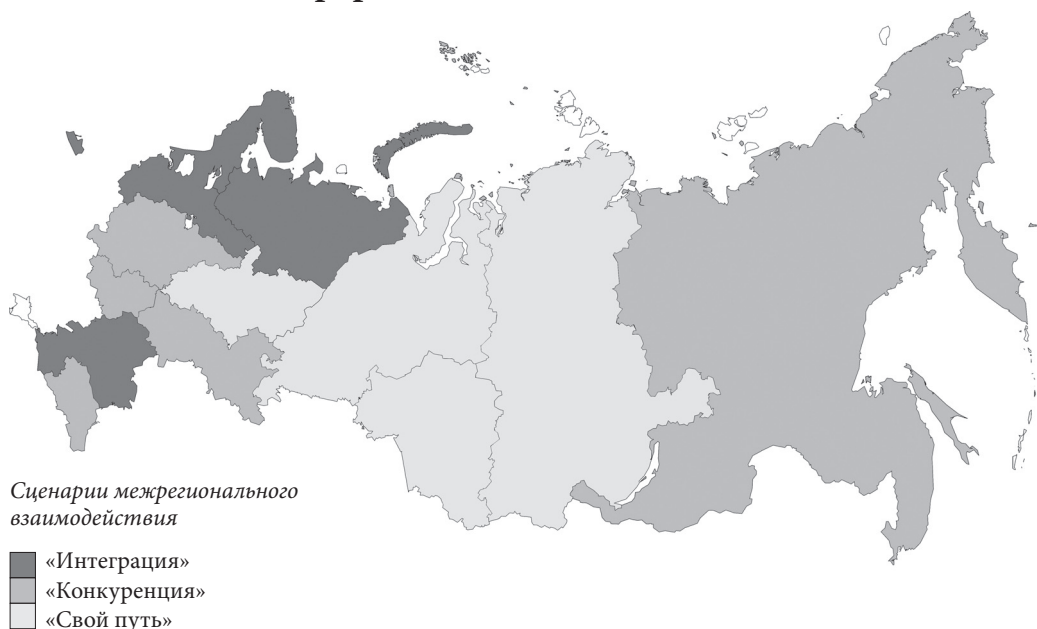 Сценарии межрегионального
взаимодействия
«Интеграция»
«Конкуренция»
«Свой путь»